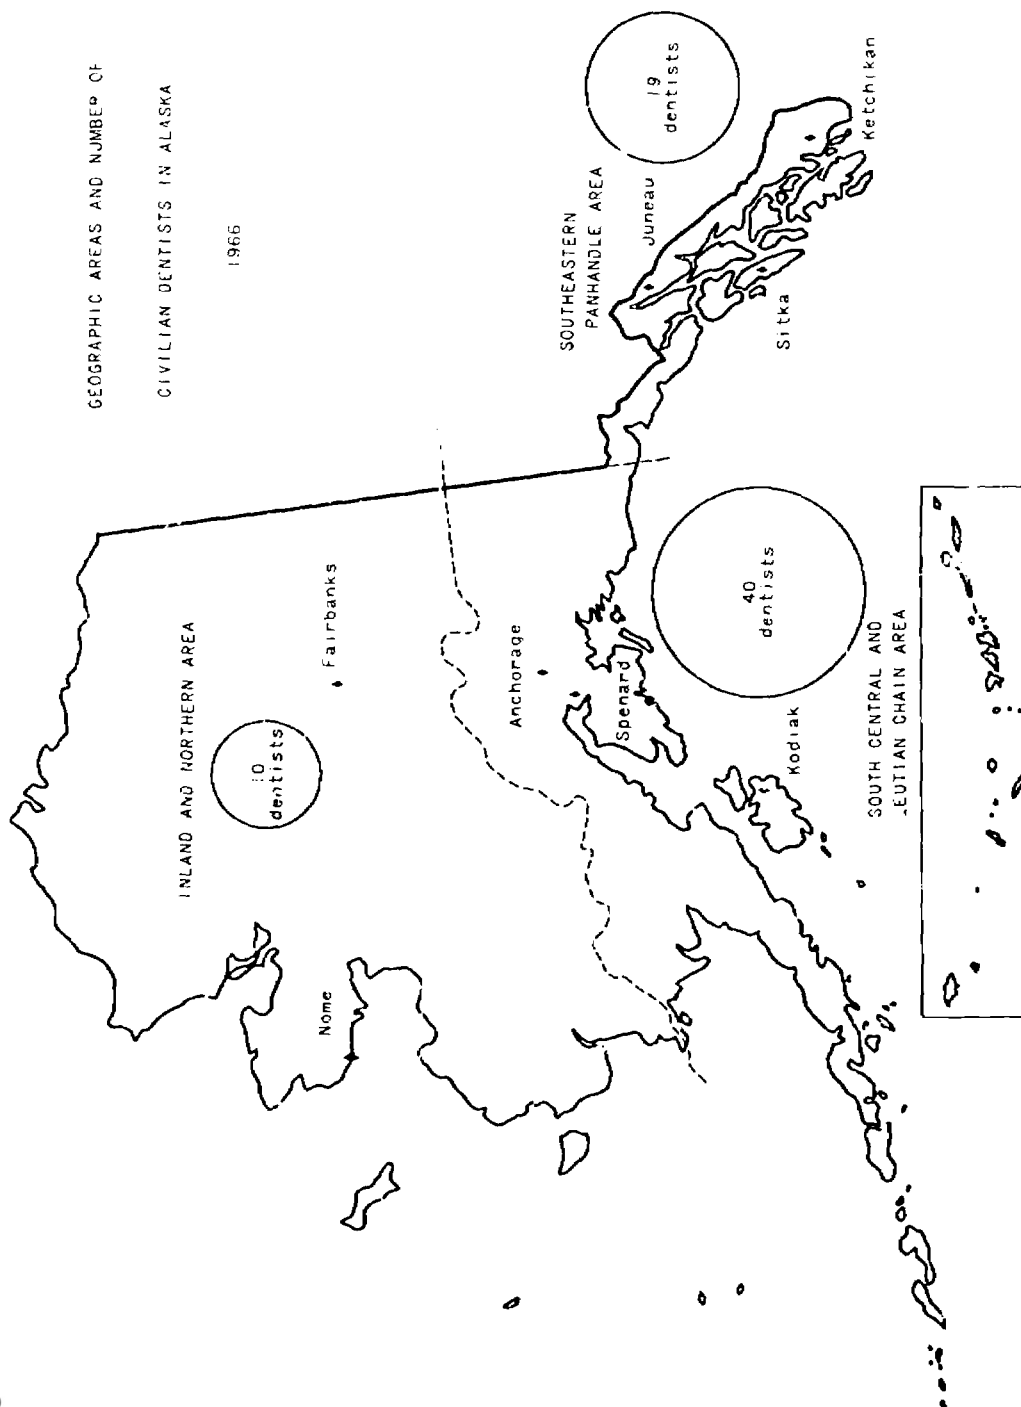 GEOGRAPHIC AREAS AND NUMBER OF
CIVILIAN DENTISTS IN ALASKA
1966
INLAND AND NORTHERN AREA
10
dentists
Nome
Fairbanks
Anchorage
Spenard
Kodiak
40
dentists
SOUTH CENTRAL AND
LEUTIAN CHAIN AREA
SOUTHEASTERN
PANHANDLE AREA
Juneau
Sitka
19
dentists
Ketchikan